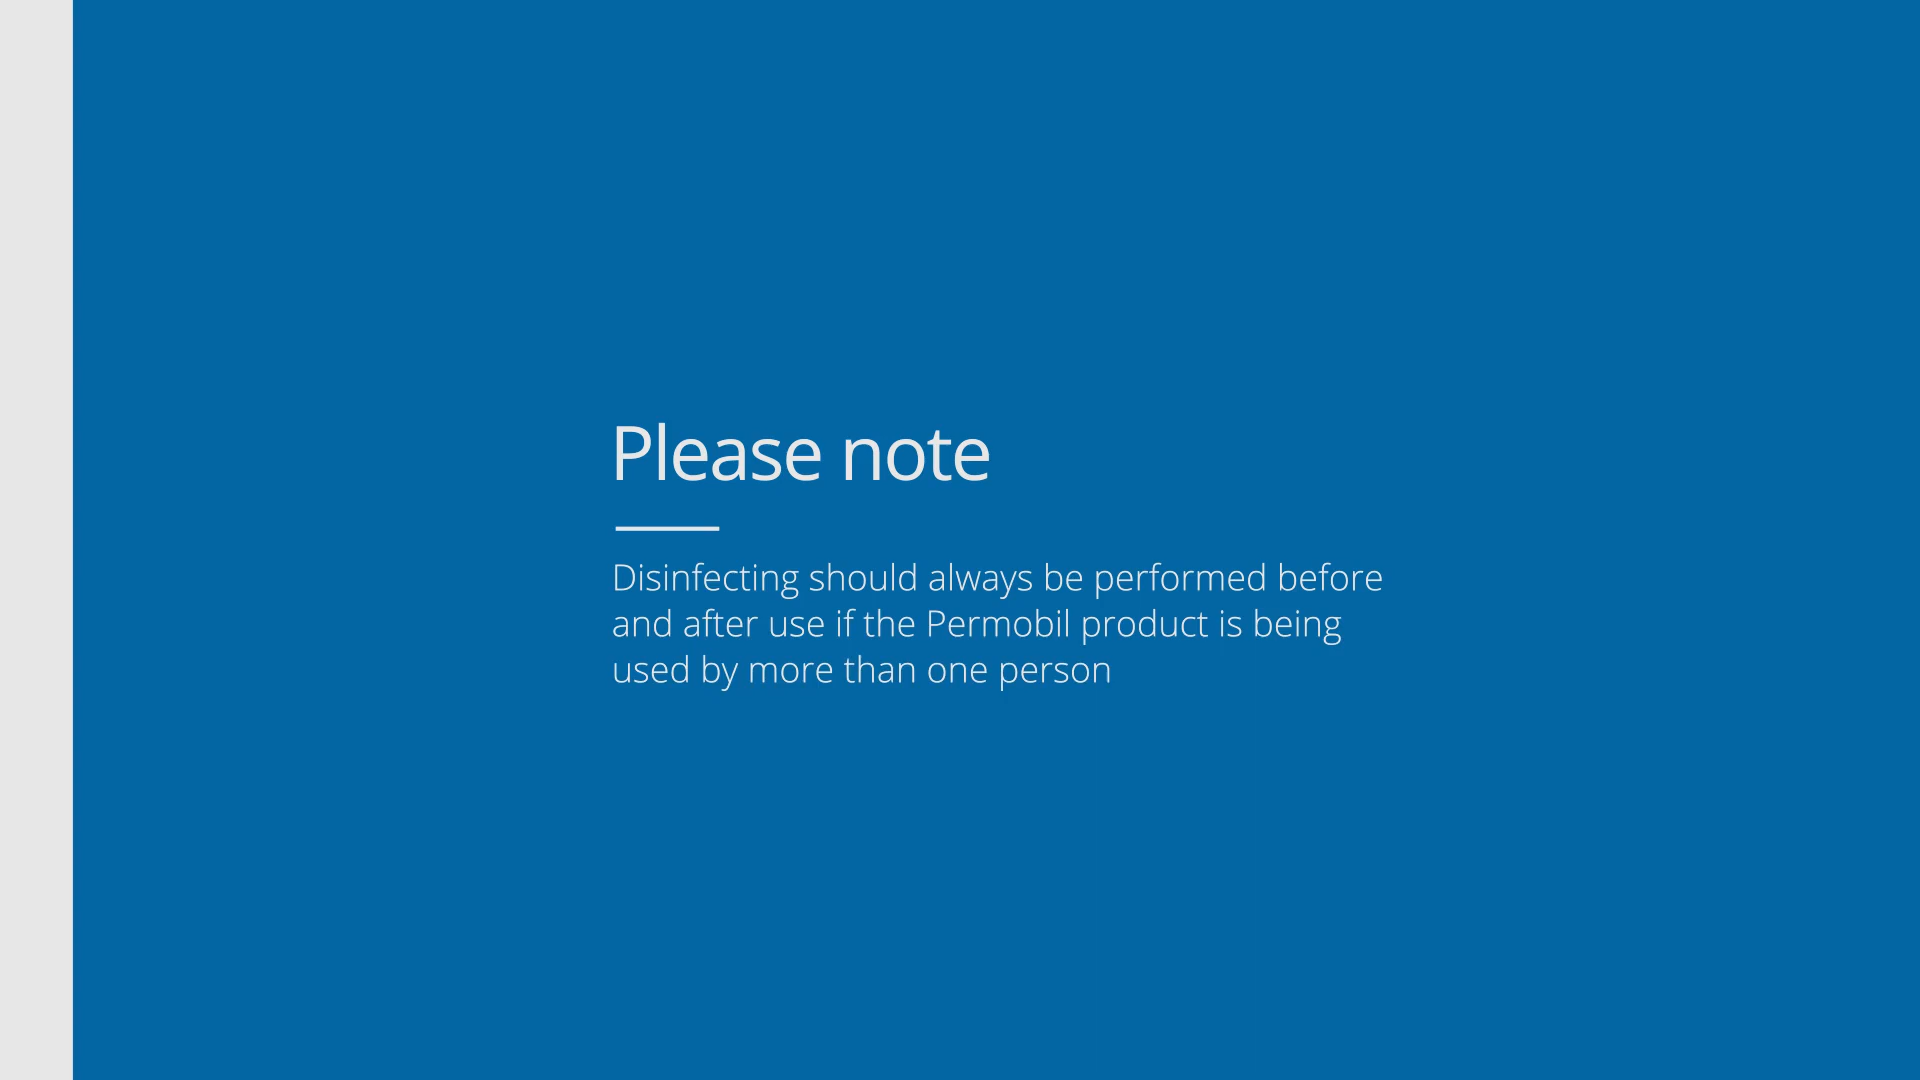 Please note
Disinfecting should always be performed before
and after use if the Permobil product is being
used by more than one person